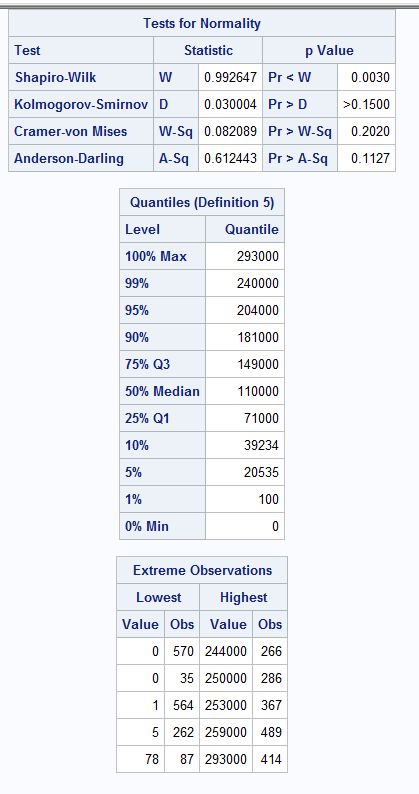 Tests for Normality
Test Statistic p Value
Shapiro-Wilk W 0.992647 Pr < W 0.0030
Kolmogorov-Smirnov D 0.030004 Pr > D >0.1500
Cramer-von Mises W-Sq 0.082089 Pr > W-Sq 0.2020
Anderson-Darling A-Sq 0.612443 Pr > A-Sq 0.1127
Quantiles (Definition 5)
Level Quantile
100% Max 293000
99% 240000
95% 204000
90% 181000
75% Q3 149000
50% Median 110000
25% Q1 71000
10% 39234
5% 20535
1% 100
0% Min 0
Extreme Observations
Lowest Highest
Value Obs Value Obs
0 570 244000 266
0 35 250000 286
1 564 253000 367
5 262 259000 489
78 87 293000 414